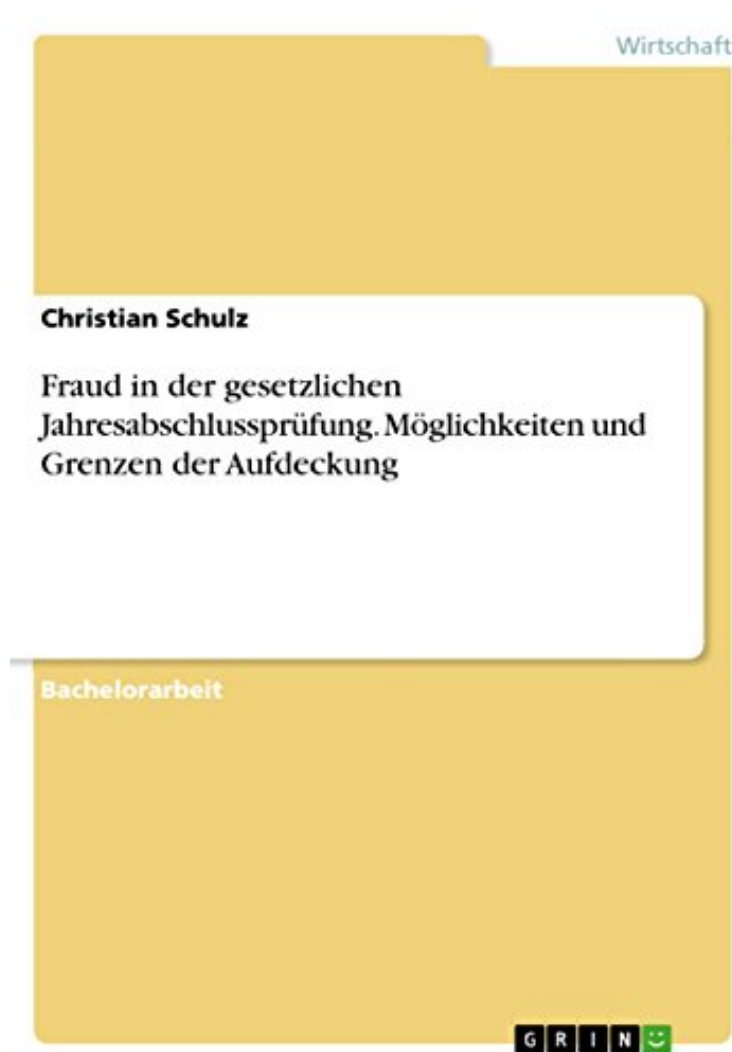 Wirtschaft
Christian Schulz
Fraud in der gesetzlichen
Jahresabschlussprüfung. Möglichkeiten und
Grenzen der Aufdeckung
Bachelorarbeit
GRIN